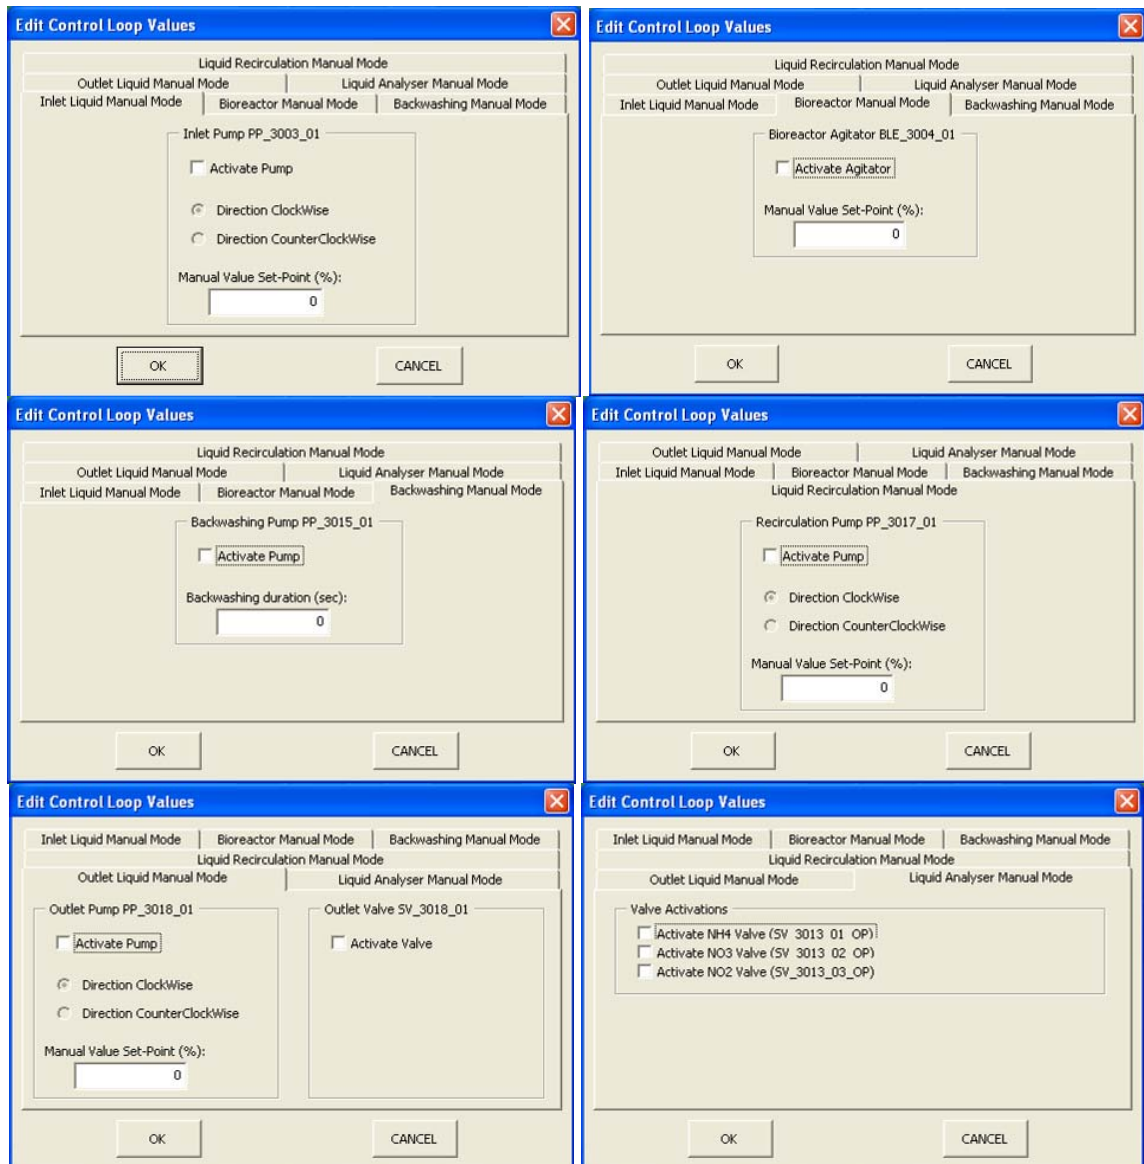 Edit Control Loop Values
Liquid Recirculation Manual Mode
Outlet Liquid Manual Mode
Liquid Analyser Manual Mode
Inlet Liquid Manual Mode
Bioreactor Manual Mode
Backwashing Manual Mode
Inlet Pump PP_3003_01
Activate Pump
Direction ClockWise
Direction CounterClockWise
Manual Value Set-Point (%):
0
OK
CANCEL
Edit Control Loop Values
Liquid Recirculation Manual Mode
Outlet Liquid Manual Mode
Liquid Analyser Manual Mode
Inlet Liquid Manual Mode
Bioreactor Manual Mode
Backwashing Manual Mode
Bioreactor Agitator BLE_3004_01
Activate Agitator
Manual Value Set-Point (%):
0
OK
CANCEL
Edit Control Loop Values
Liquid Recirculation Manual Mode
Outlet Liquid Manual Mode
Liquid Analyser Manual Mode
Inlet Liquid Manual Mode
Bioreactor Manual Mode
Backwashing Manual Mode
Backwashing Pump PP_3015_01
Activate Pump
Backwashing duration (sec):
0
OK
CANCEL
Edit Control Loop Values
Outlet Liquid Manual Mode
Liquid Analyser Manual Mode
Inlet Liquid Manual Mode
Bioreactor Manual Mode
Backwashing Manual Mode
Liquid Recirculation Manual Mode
Recirculation Pump PP_3017_01
Activate Pump
Direction ClockWise
Direction CounterClockWise
Manual Value Set-Point (%):
0
OK
CANCEL
Edit Control Loop Values
Inlet Liquid Manual Mode
Bioreactor Manual Mode
Backwashing Manual Mode
Liquid Recirculation Manual Mode
Outlet Liquid Manual Mode
Liquid Analyser Manual Mode
Outlet Pump PP_3018_01
Activate Pump
Direction ClockWise
Direction CounterClockWise
Manual Value Set-Point (%):
0
Outlet Valve SV_3018_01
Activate Valve
OK
CANCEL
Edit Control Loop Values
Inlet Liquid Manual Mode
Bioreactor Manual Mode
Backwashing Manual Mode
Liquid Recirculation Manual Mode
Outlet Liquid Manual Mode
Liquid Analyser Manual Mode
Valve Activations
Activate NH4 Valve (SV_3013_01_OP)
Activate NO3 Valve (SV_3013_02_OP)
Activate NO2 Valve (SV_3013_03_OP)
OK
CANCEL